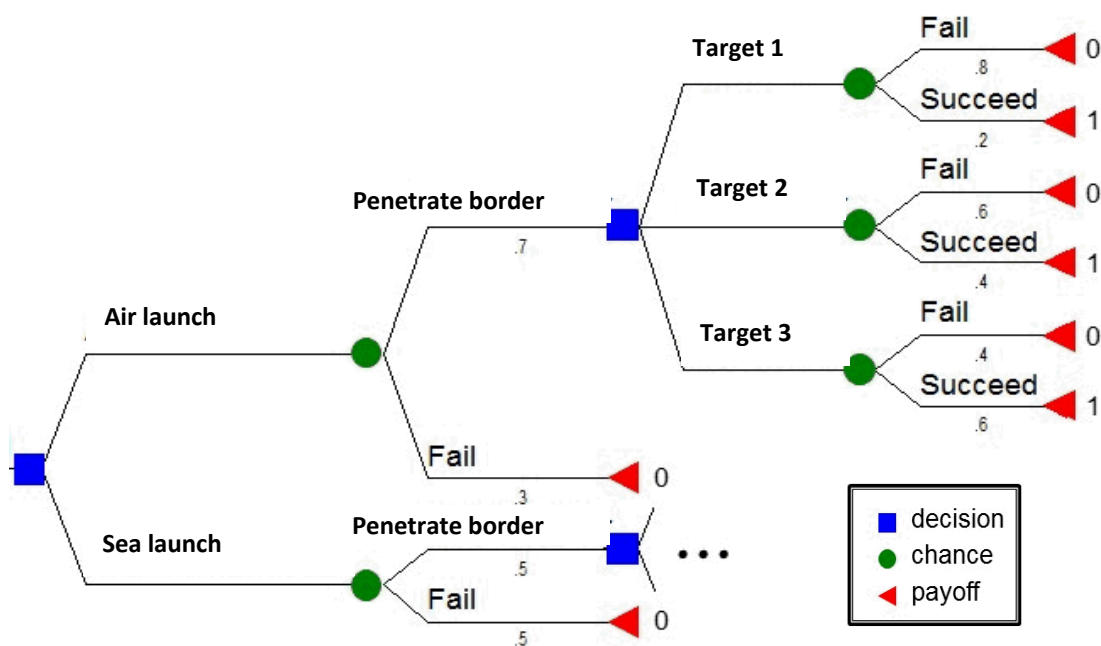 Target 1
Fail
.8
0
Succeed
.2
1
Target 2
Fail
.6
0
Succeed
.4
1
Penetrate border
.7
Target 3
Fail
.4
0
Succeed
.6
1
Air launch
Fail
.3
0
Sea launch
Penetrate border
.5
...
Fail
.5
0
decision
chance
payoff